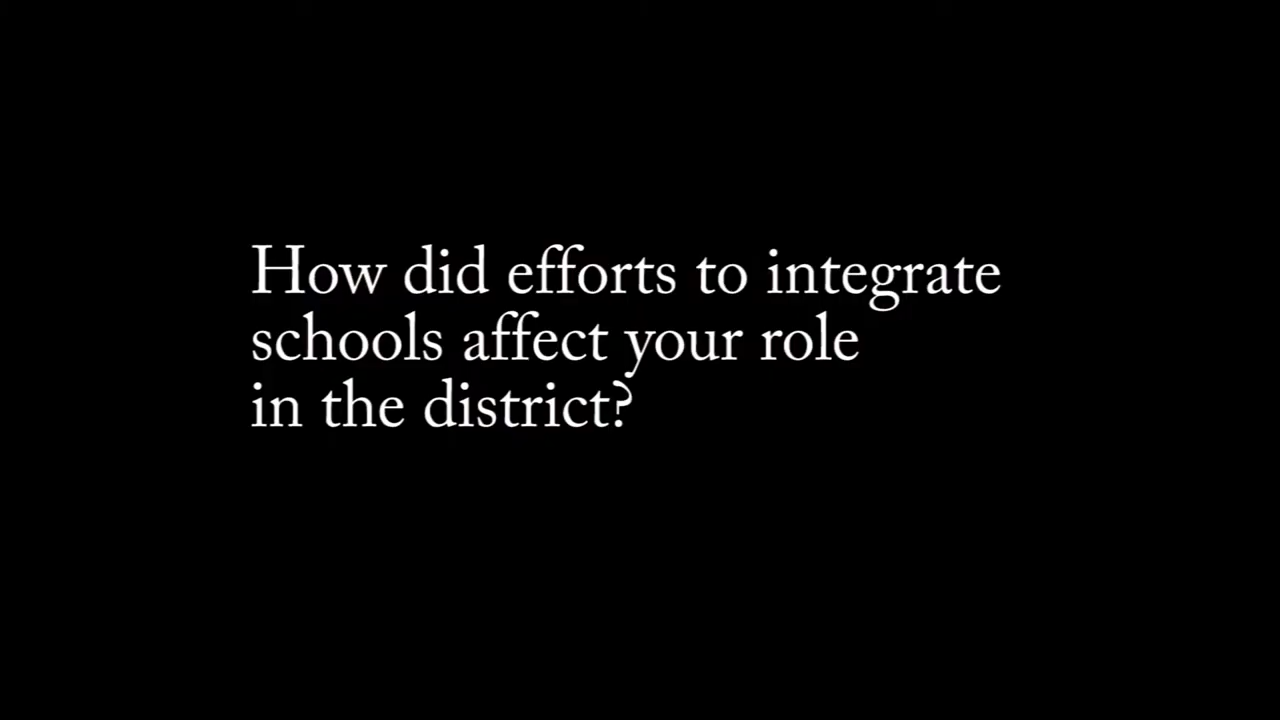 How did efforts to integrate
schools affect your role
in the district?